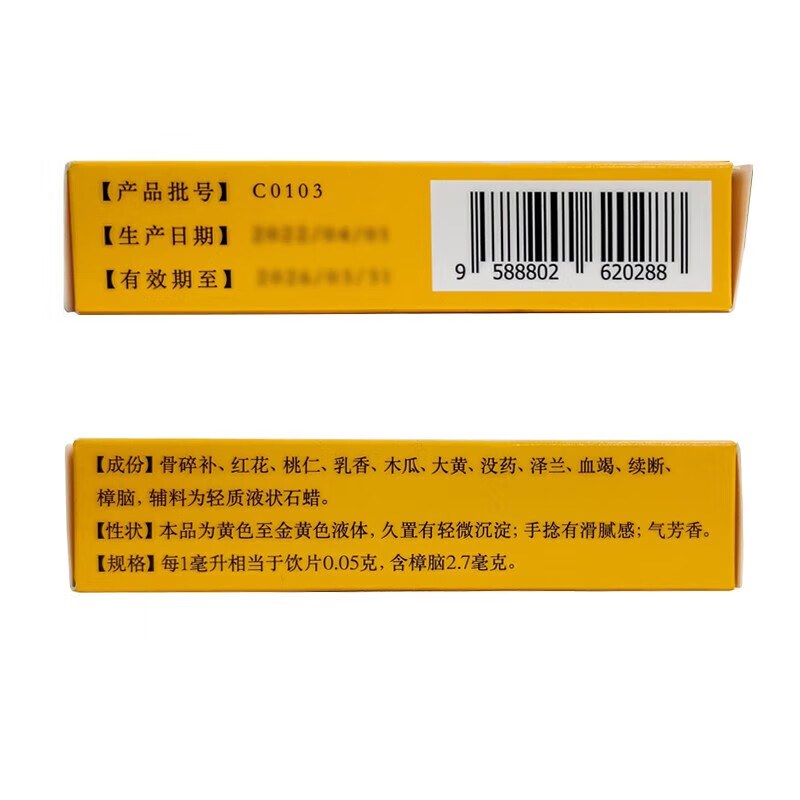 【产品批号】 C0103
【生产日期】
【有效期至】
9 588802 620288
【成份】骨碎补、红花、桃仁、乳香、木瓜、大黄、没药、泽兰、血竭、续断、
樟脑，辅料为轻质液状石蜡。
【性状】本品为黄色至金黄色液体，久置有轻微沉淀；手捻有滑腻感；气芳香。
【规格】每1毫升相当于饮片0.05克，含樟脑2.7毫克。